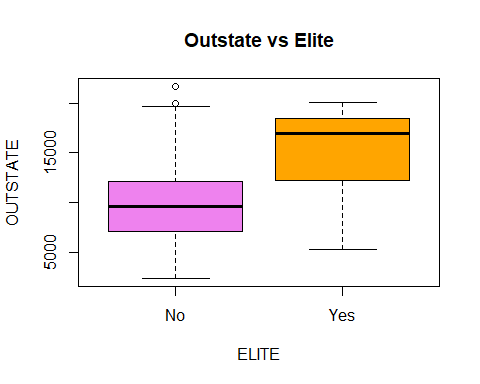 Outstate vs Elite
OUTSTATE
15000
5000
No
Yes
ELITE